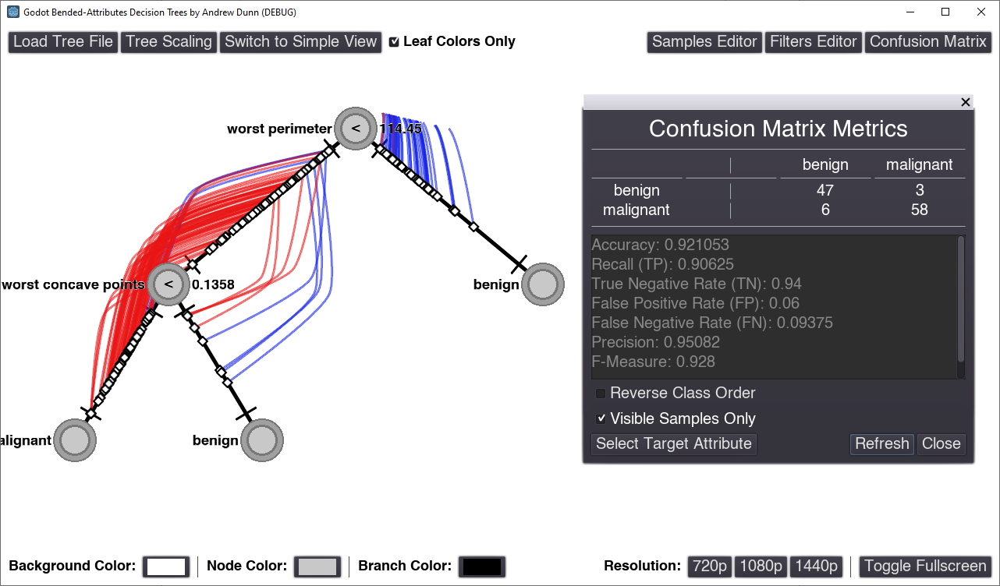 Godot Bended-Attributes Decision Trees by Andrew Dunn (DEBUG)
Load Tree File Tree Scaling Switch to Simple View Leaf Colors Only Samples Editor Filters Editor Confusion Matrix
worst perimeter < 114.45
worst concave points < 0.1358
benign
alignant
benign
Confusion Matrix Metrics
benign malignant
benign 47 3
malignant 6 58
Accuracy: 0.921053
Recall (TP): 0.90625
True Negative Rate (TN): 0.94
False Positive Rate (FP): 0.06
False Negative Rate (FN): 0.09375
Precision: 0.95082
F-Measure: 0.928
Reverse Class Order
Visible Samples Only
Select Target Attribute Refresh Close
Background Color: Node Color: Branch Color: Resolution: 720p 1080p 1440p Toggle Fullscreen